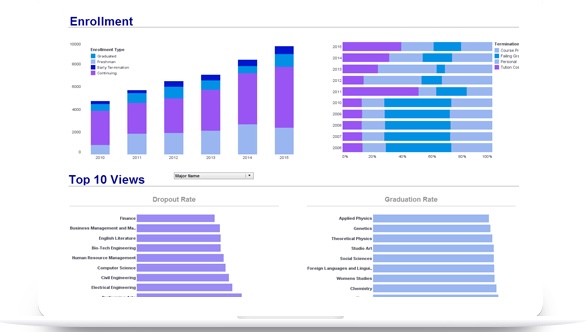 Enrollment
10000
8000
6000
4000
2000
0
Enrollment Type
Graduated
Freshmen
Early Termination
Continuing
2010
2011
2012
2013
2014
2015
2015
2014
2013
2012
2011
2010
2009
2008
2007
2006
0%
20%
40%
60%
80%
100%
Termination
Course Pr
Failing Gra
Personal
Tution Co
Top 10 Views
Major Name
Dropout Rate
Finance
Business Management and Ma..
English Literature
Bio-Tech Engineering
Human Resource Management
Computer Science
Civil Engineering
Electrical Engineering
Graduation Rate
Applied Physics
Genetics
Theoretical Physics
Studio Art
Social Sciences
Foreign Languages and Lingui..
Womens Studies
Chemistry